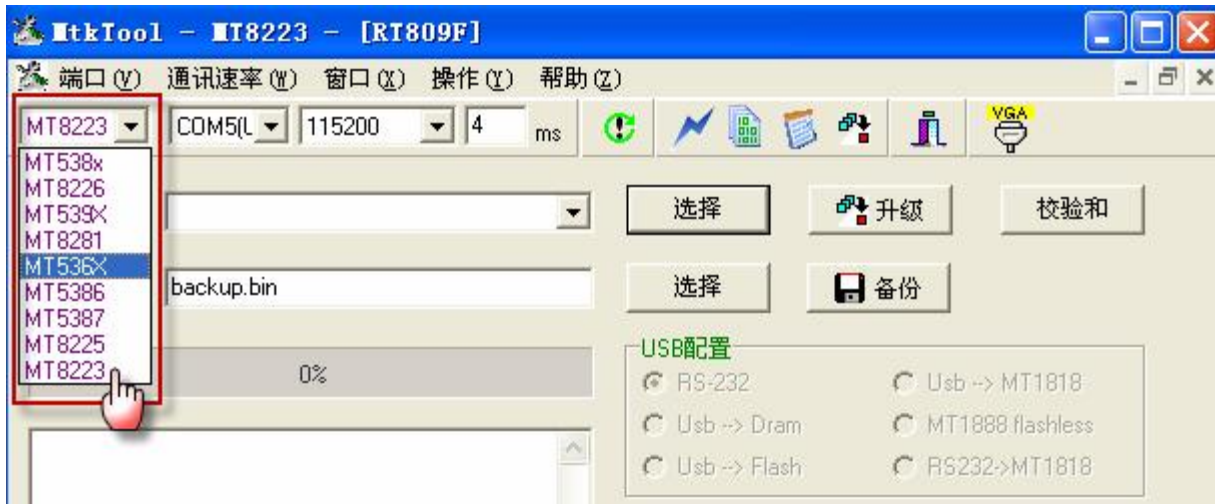 MtkTool - MT8223 - [RT809F]
端口(V) 通讯速率(W) 窗口(X) 操作(Y) 帮助(Z)
MT8223 COM5(L 115200 4 ms VGA
MT538x
MT8226
MT539X
MT8281
MT536X
MT5386
MT5387
MT8225
MT8223
选择 升级 校验和
backup.bin 选择 备份
0%
USB配置
RS-232 Usb --> MT1818
Usb --> Dram MT1888 flashless
Usb --> Flash RS232->MT1818